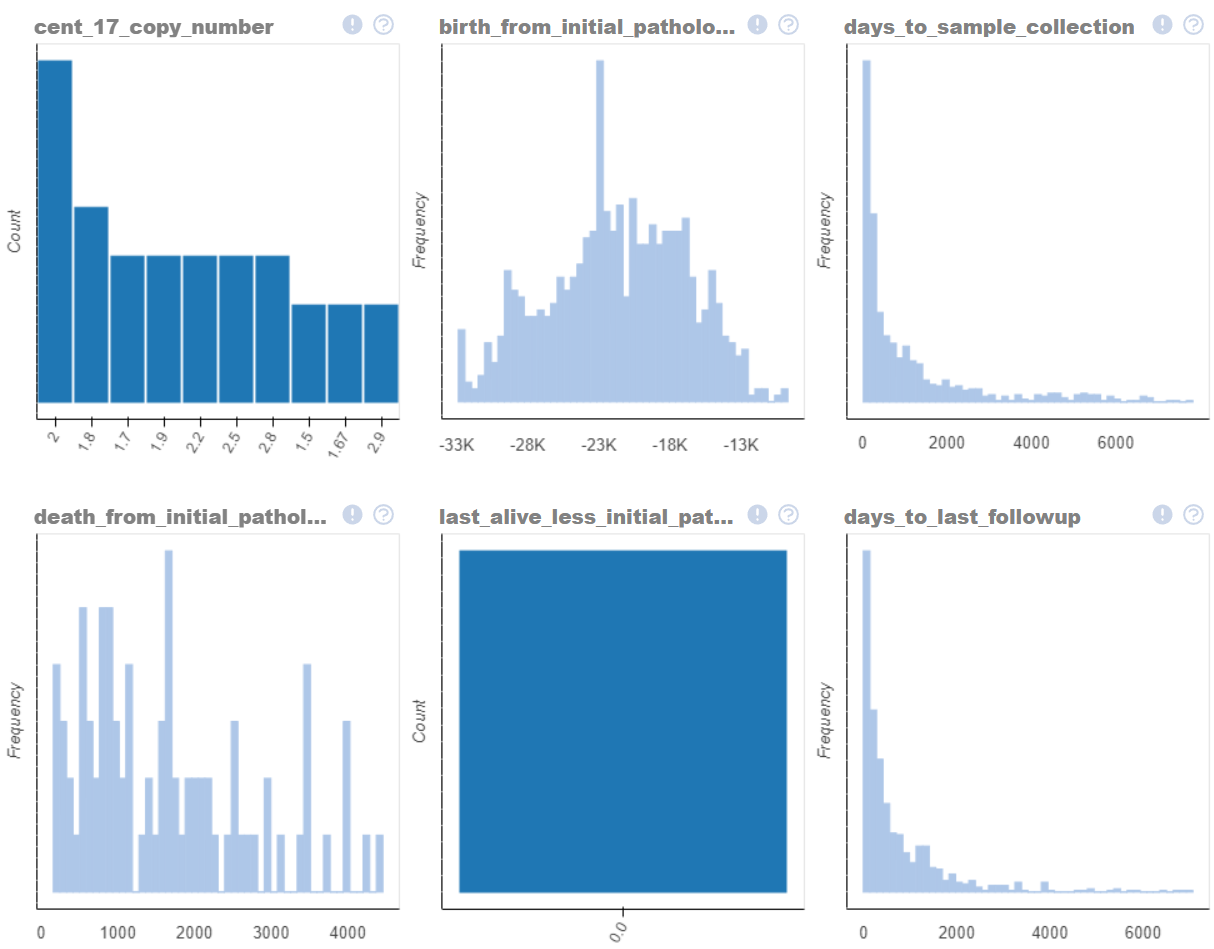 cent_17_copy_number ! ?
Count
2 1.8 1.7 1.9 2.2 2.5 2.8 1.5 1.67 2.9
birth_from_initial_patholo... ! ?
Frequency
-33K -28K -23K -18K -13K
days_to_sample_collection ! ?
Frequency
0 2000 4000 6000
death_from_initial_pathol... ! ?
Frequency
0 1000 2000 3000 4000
last_alive_less_initial_pat... ! ?
Count
0.0
days_to_last_followup ! ?
Frequency
0 2000 4000 6000